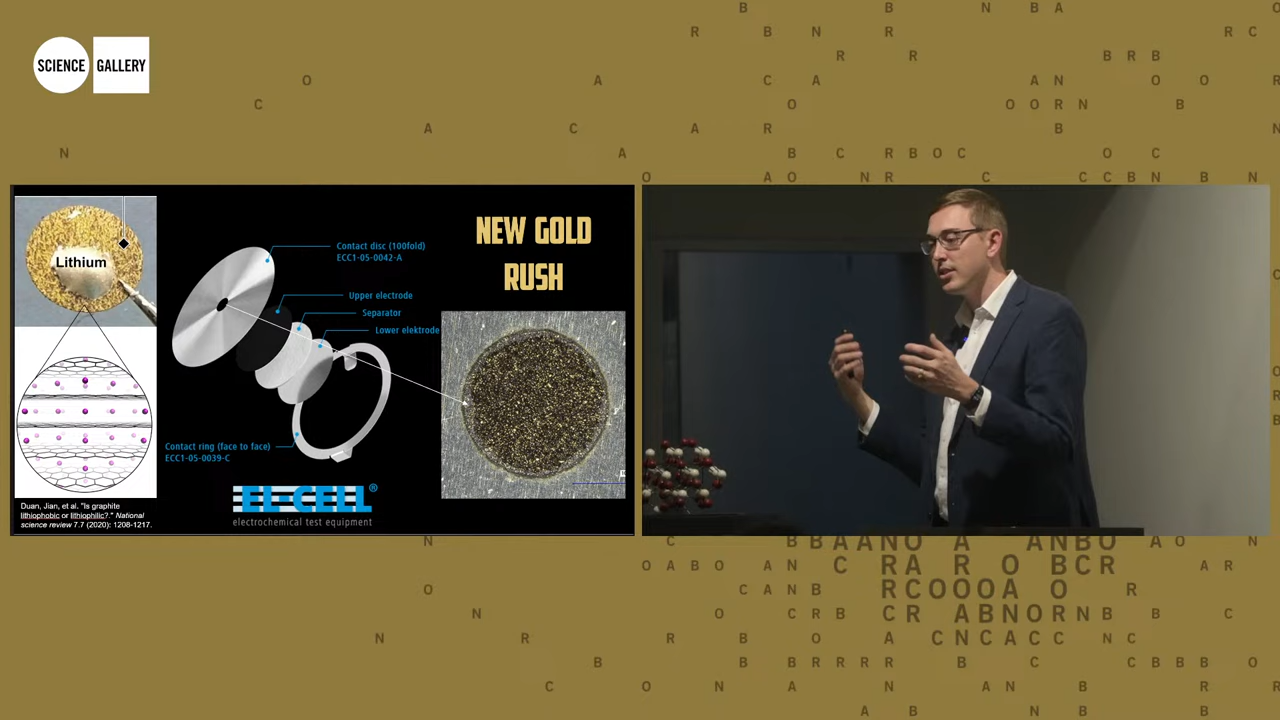 SCIENCE
GALLERY
Lithium
Duan, Jian, et al. "Is graphite
lithiophobic or lithiophilic?." National
science review 7.7 (2020): 1208-1217.
Contact disc (100fold)
ECC1-05-0042-A
Upper electrode
Separator
Lower elektrode
Contact ring (face to face)
ECC1-05-0039-C
EL-CELL®
electrochemical test equipment
NEW GOLD
RUSH